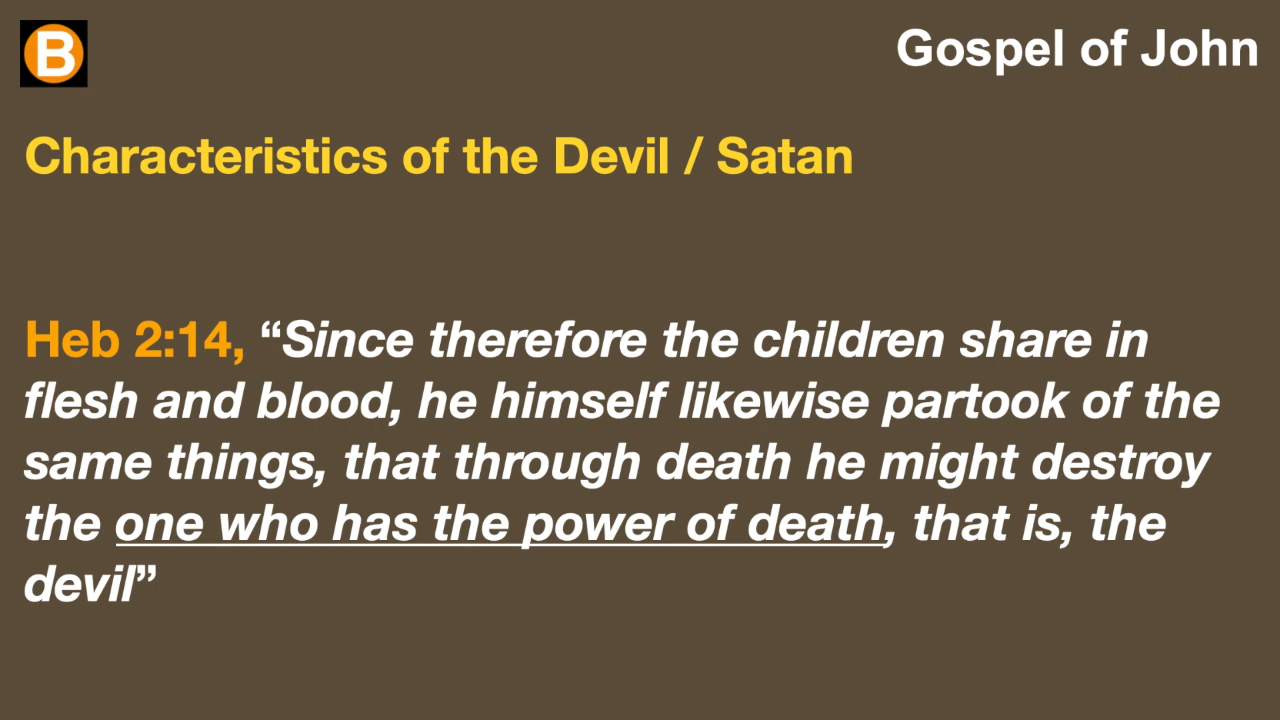 B
Gospel of John
Characteristics of the Devil / Satan
Heb 2:14, “Since therefore the children share in
flesh and blood, he himself likewise partook of the
same things, that through death he might destroy
the one who has the power of death, that is, the
devil”